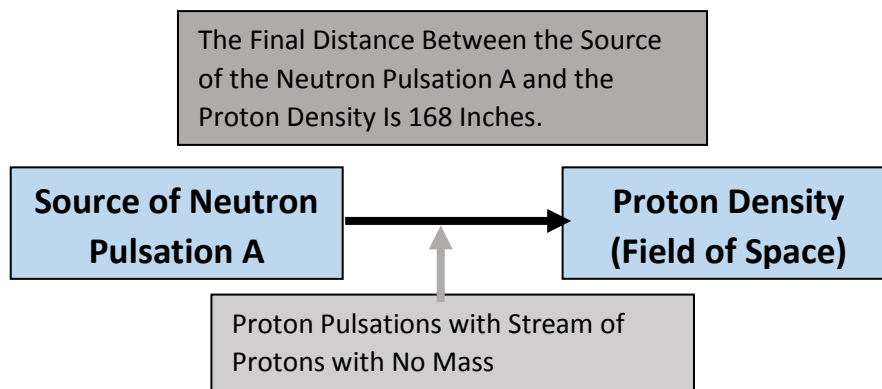 The Final Distance Between the Source
of the Neutron Pulsation A and the
Proton Density Is 168 Inches.
Source of Neutron
Pulsation A
Proton Density
(Field of Space)
Proton Pulsations with Stream of
Protons with No Mass